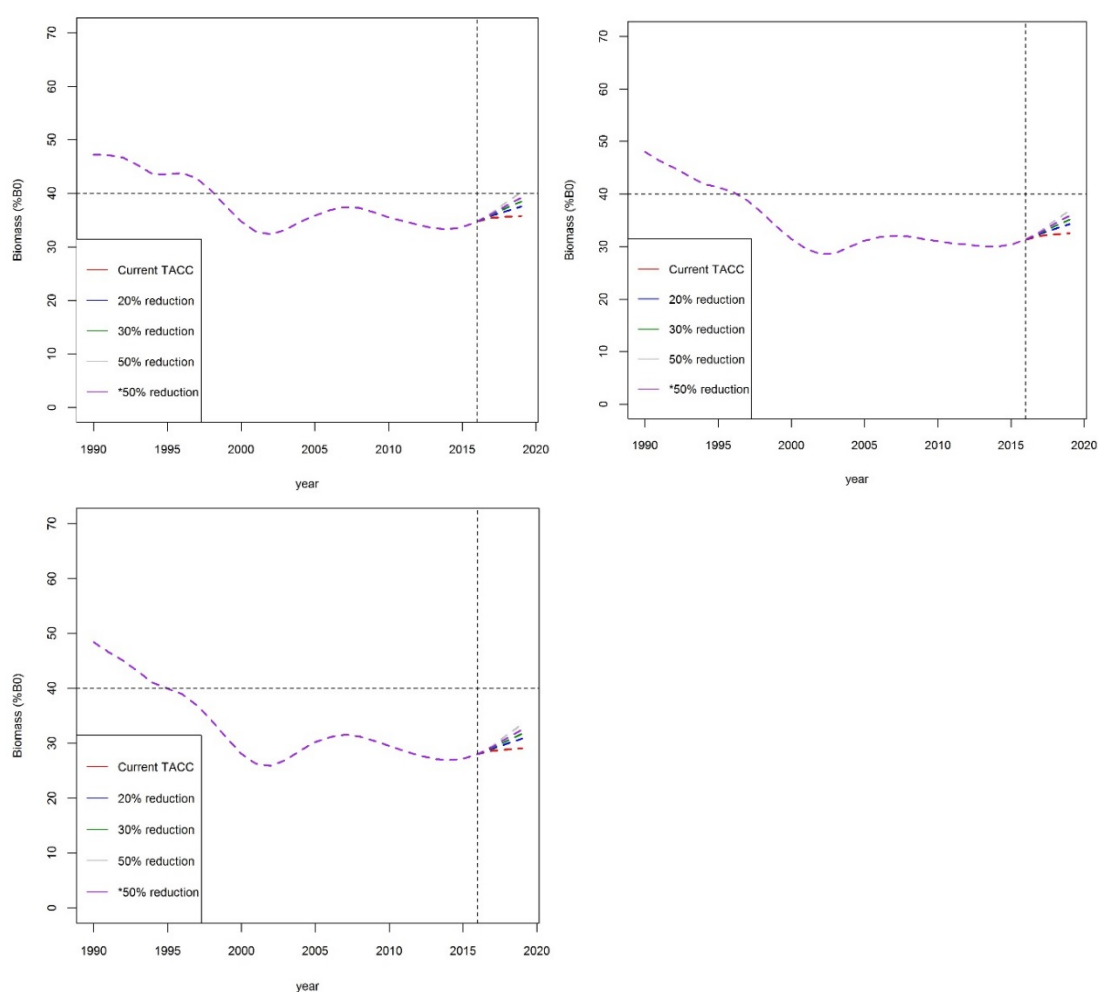 70
60
50
40
30
20
10
0
Biomass (%B0)
Current TACC
20% reduction
30% reduction
50% reduction
*50% reduction
1990 1995 2000 2005 2010 2015 2020
year
70
60
50
40
30
20
10
0
Biomass (%B0)
Current TACC
20% reduction
30% reduction
50% reduction
*50% reduction
1990 1995 2000 2005 2010 2015 2020
year
70
60
50
40
30
20
10
0
Biomass (%B0)
Current TACC
20% reduction
30% reduction
50% reduction
*50% reduction
1990 1995 2000 2005 2010 2015 2020
year